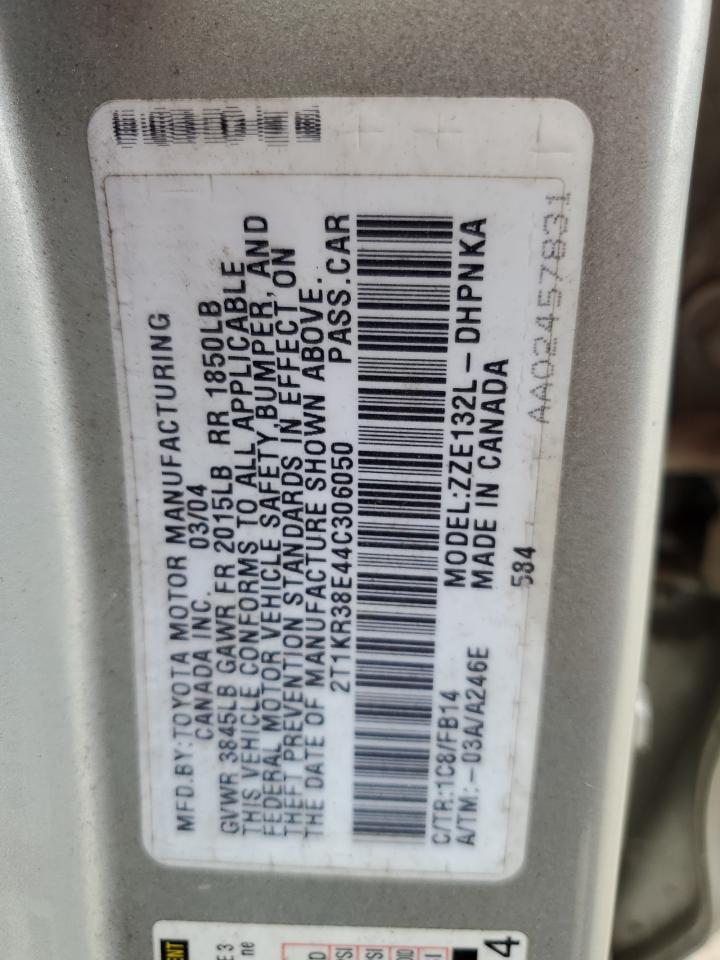 MFD.BY:TOYOTA MOTOR MANUFACTURING
CANADA INC. 03/04
GVWR 3845LB GAWR FR 2015LB RR 1850LB
THIS VEHICLE CONFORMS TO ALL APPLICABLE
FEDERAL MOTOR VEHICLE SAFETY,BUMPER, AND
THEFT PREVENTION STANDARDS IN EFFECT ON
THE DATE OF MANUFACTURE SHOWN ABOVE.
2T1KR38E44C306050 PASS.CAR
C/TR:1C8/FB14 MODEL:ZZE132L-DHPNKA
A/TM:-03A/A246E MADE IN CANADA
584
AA02457831
4